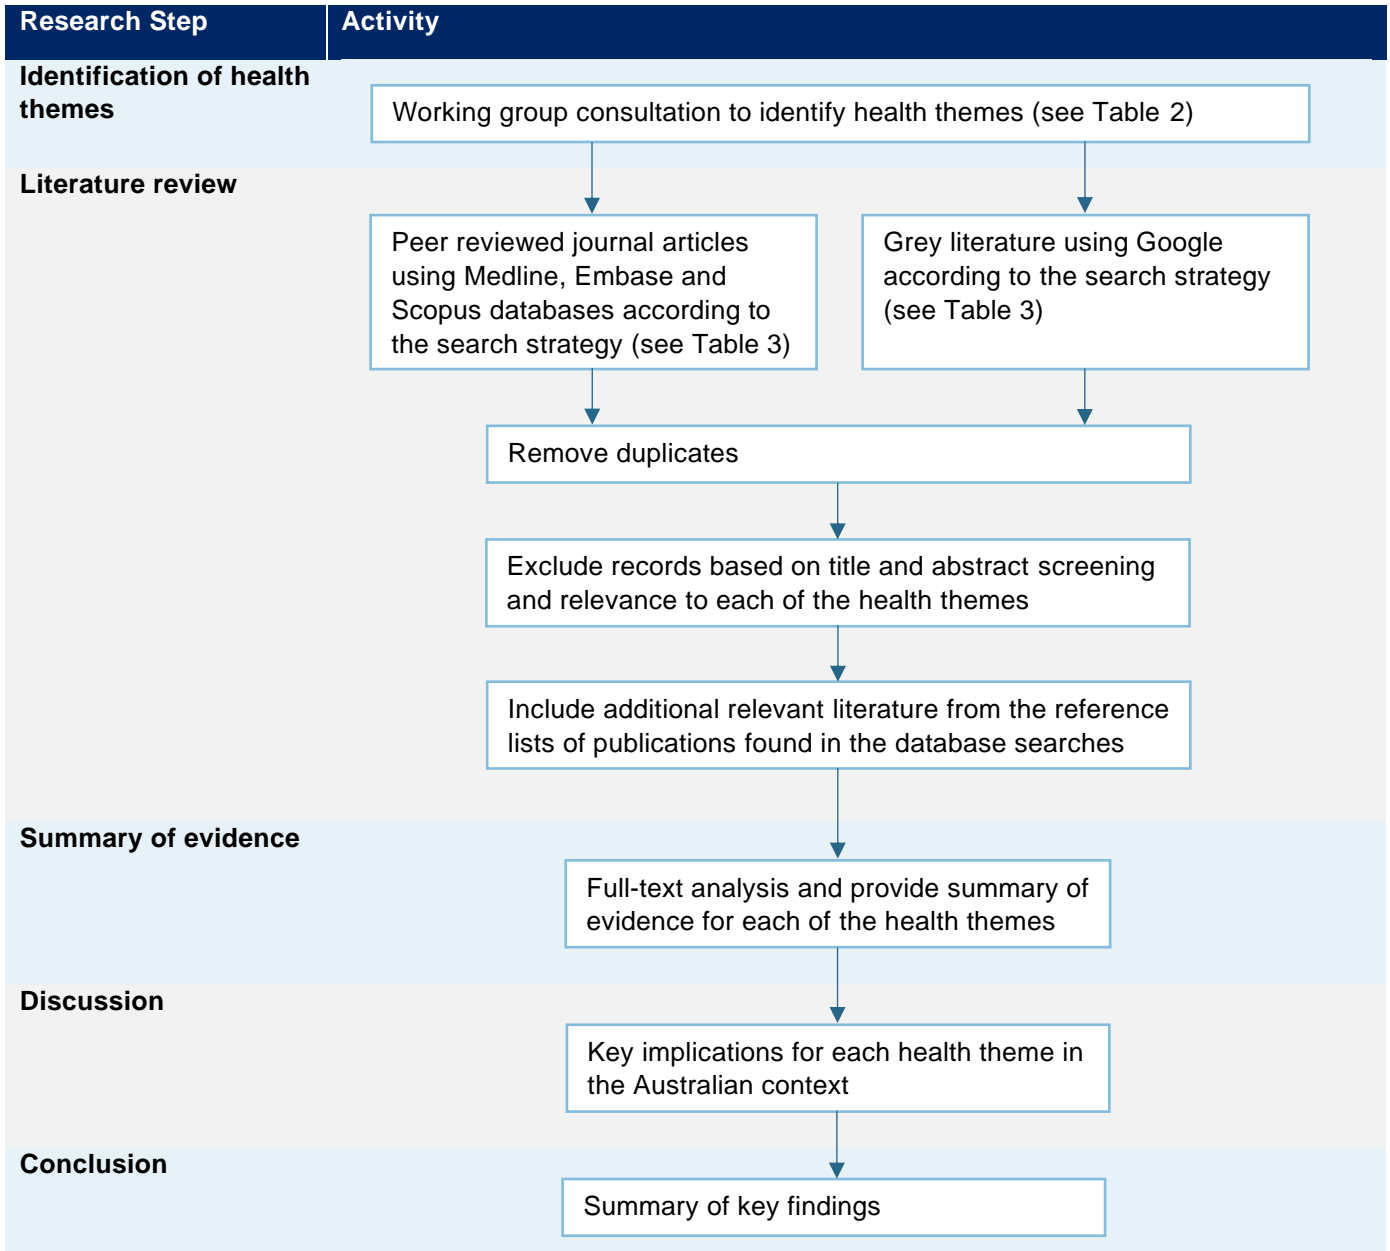 Research Step
Activity
Identification of health
themes
Working group consultation to identify health themes (see Table 2)
Literature review
Peer reviewed journal articles
using Medline, Embase and
Scopus databases according to
the search strategy (see Table 3)
Grey literature using Google
according to the search strategy
(see Table 3)
Remove duplicates
Exclude records based on title and abstract screening
and relevance to each of the health themes
Include additional relevant literature from the reference
lists of publications found in the database searches
Summary of evidence
Full-text analysis and provide summary of
evidence for each of the health themes
Discussion
Key implications for each health theme in
the Australian context
Conclusion
Summary of key findings